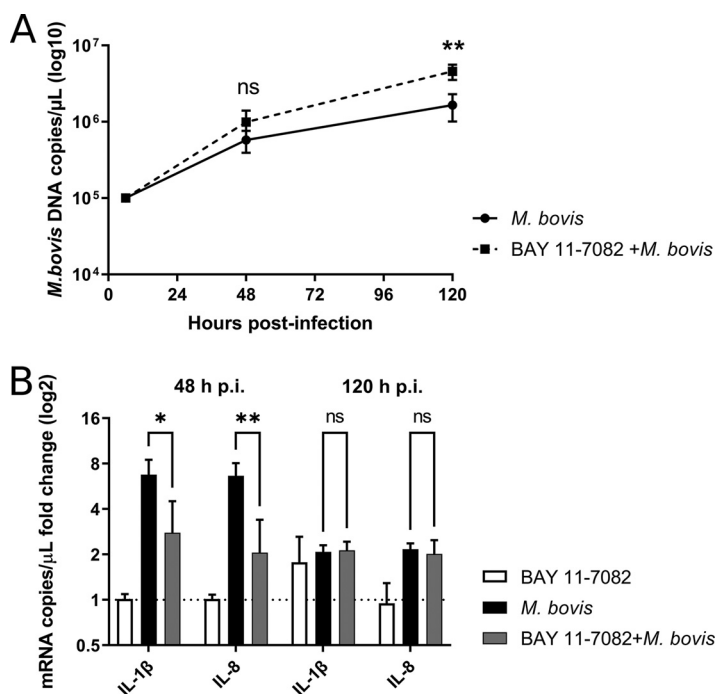 A
M.bovis DNA copies/µL (log10)
10⁷
10⁶
10⁵
10⁴
ns
**
0 24 48 72 96 120
Hours post-infection
M. bovis
BAY 11-7082 +M. bovis
B
mRNA copies/µL fold change (log2)
48 h p.i. 120 h p.i.
16
8
4
2
1
0.5
* ** ns ns
IL-1β IL-8 IL-1β IL-8
BAY 11-7082
M. bovis
BAY 11-7082+M. bovis